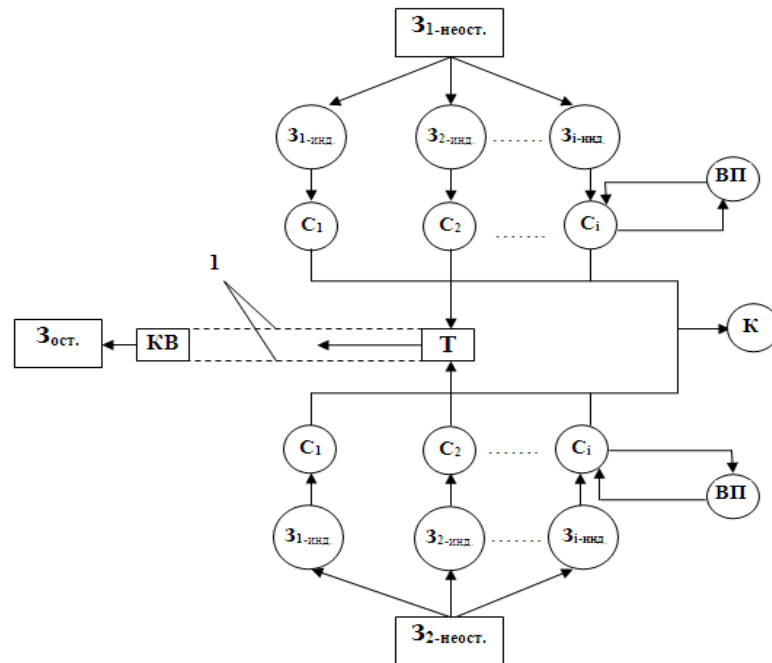 З1-неост.
З1-инд. З2-инд. ....... Зi-инд.
ВП
С1 С2 ....... Сi
1
Зост. КВ Т К
С1 С2 ....... Сi
ВП
З1-инд. З2-инд. ....... Зi-инд.
З2-неост.